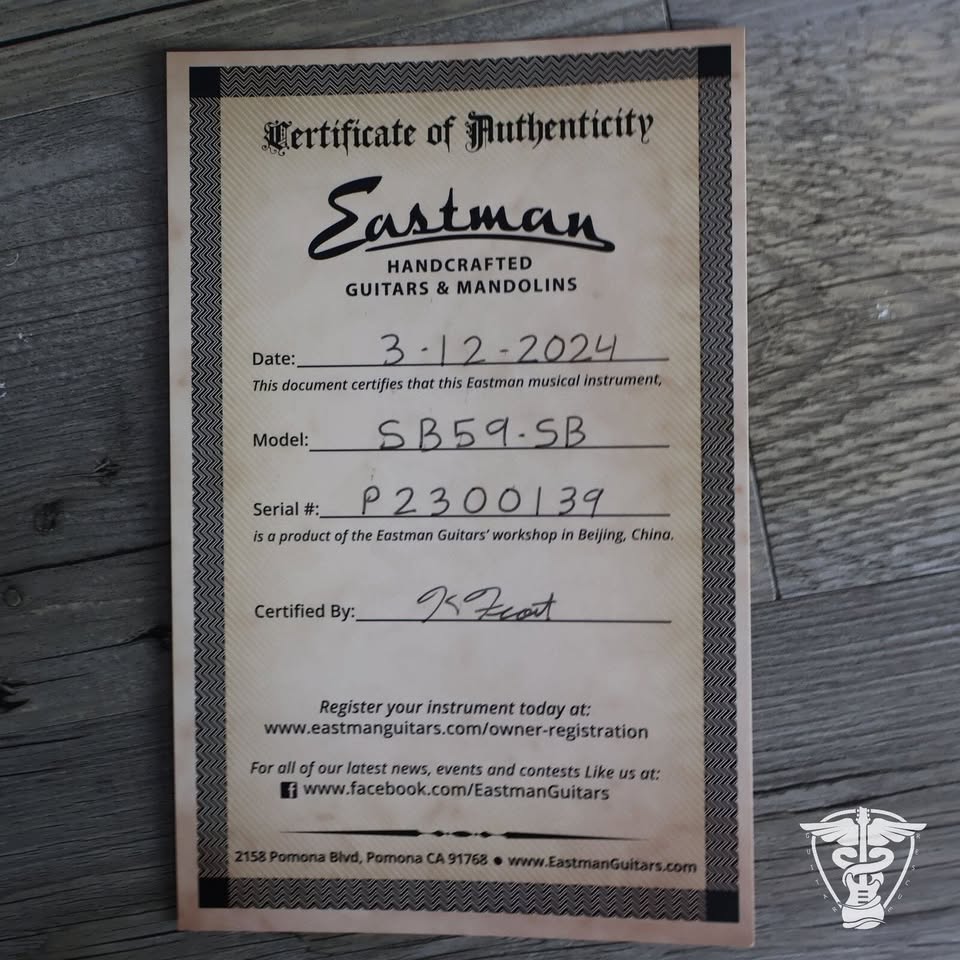 Certificate of Authenticity
Eastman
HANDCRAFTED
GUITARS & MANDOLINS
Date: 3-12-2024
This document certifies that this Eastman musical instrument,
Model: SB59-SB
Serial #: P2300139
is a product of the Eastman Guitars' workshop in Beijing, China.
Certified By:
Register your instrument today at:
www.eastmanguitars.com/owner-registration
For all of our latest news, events and contests Like us at:
f www.facebook.com/EastmanGuitars
2158 Pomona Blvd, Pomona CA 91768 ● www.EastmanGuitars.com